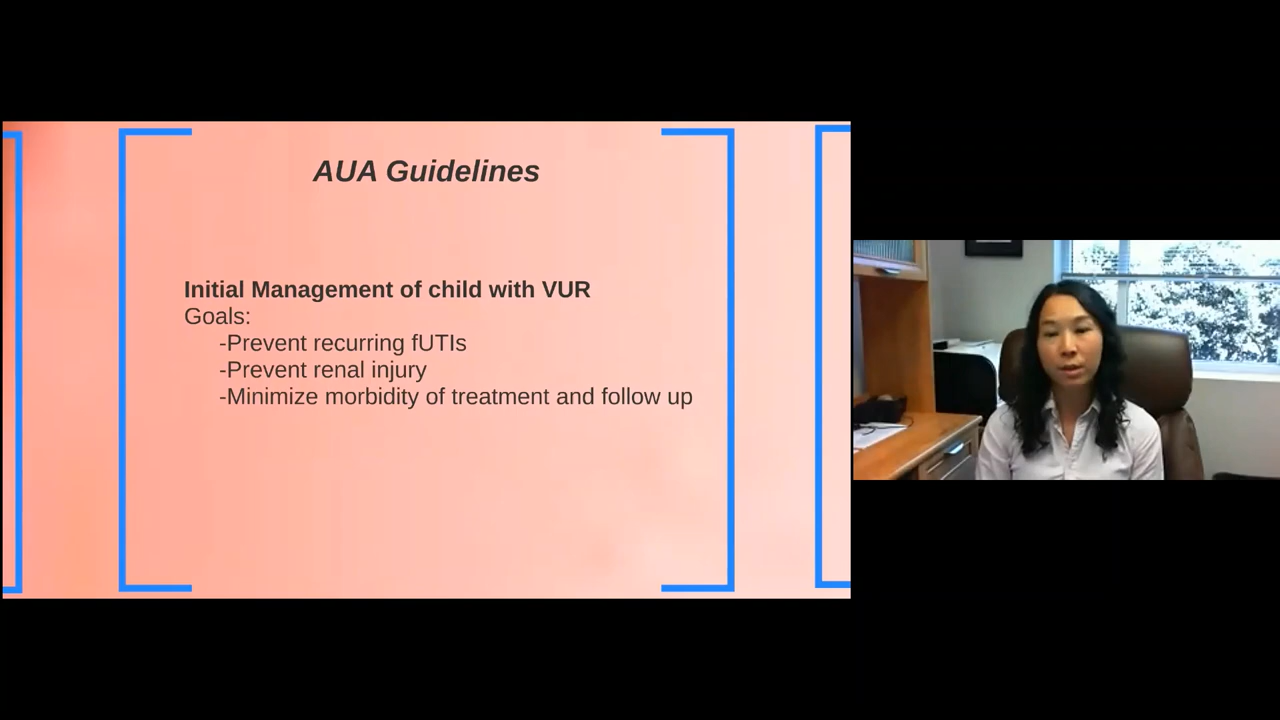 AUA Guidelines
Initial Management of child with VUR
Goals:
-Prevent recurring fUTIs
-Prevent renal injury
-Minimize morbidity of treatment and follow up